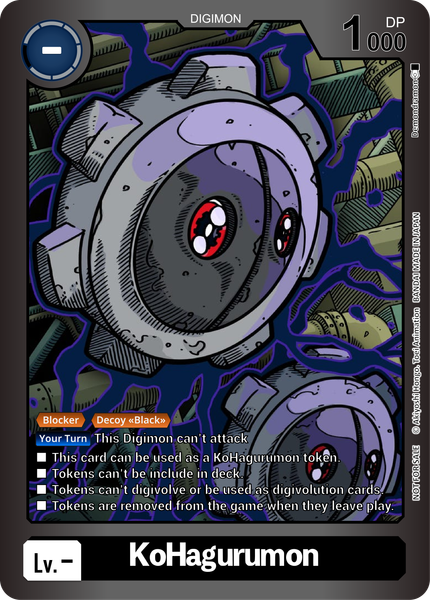 DIGIMON
-
DP
1000
Demondramon
Blocker Decoy «Black»
Your Turn This Digimon can't attack
This card can be used as a KoHagurumon token.
Tokens can't be include in deck.
Tokens can't digivolve or be used as digivolution cards.
Tokens are removed from the game when they leave play.
NOT FOR SALE © Akiyoshi Hongo, Toei Animation BANDAI MADE IN JAPAN
Lv.-
KoHagurumon